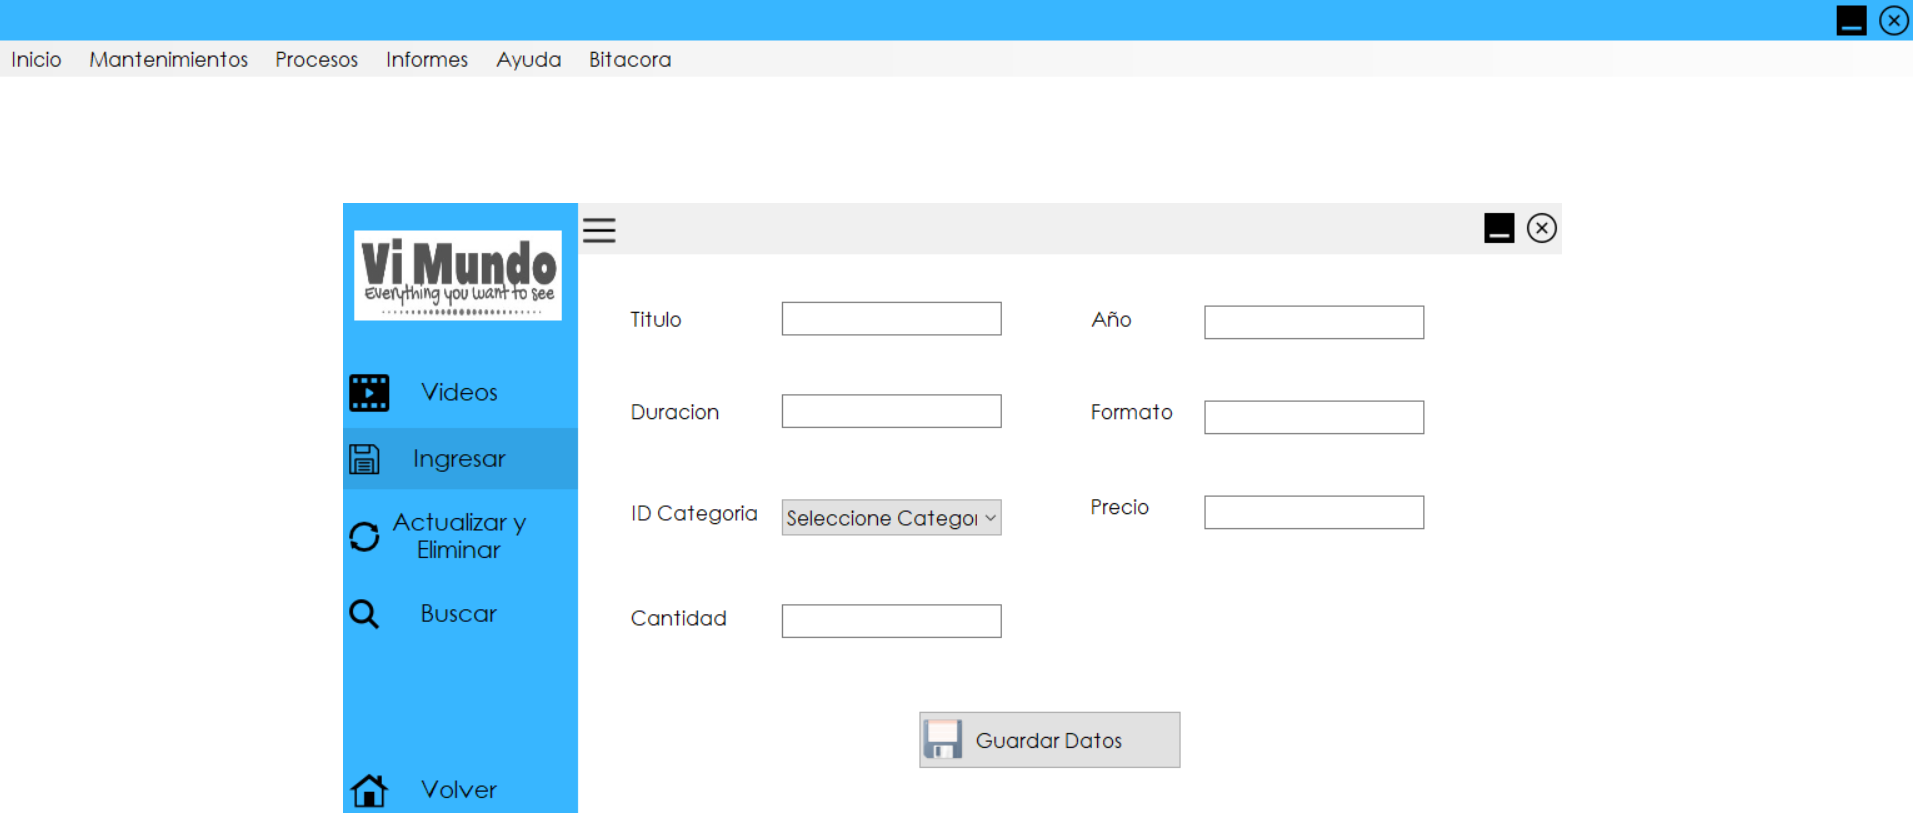 Inicio Mantenimientos Procesos Informes Ayuda Bitacora
Vi Mundo
Everything you want to see
Videos
Ingresar
Actualizar y
Eliminar
Buscar
Volver
Titulo
Año
Duracion
Formato
ID Categoria
Seleccione Categor
Precio
Cantidad
Guardar Datos